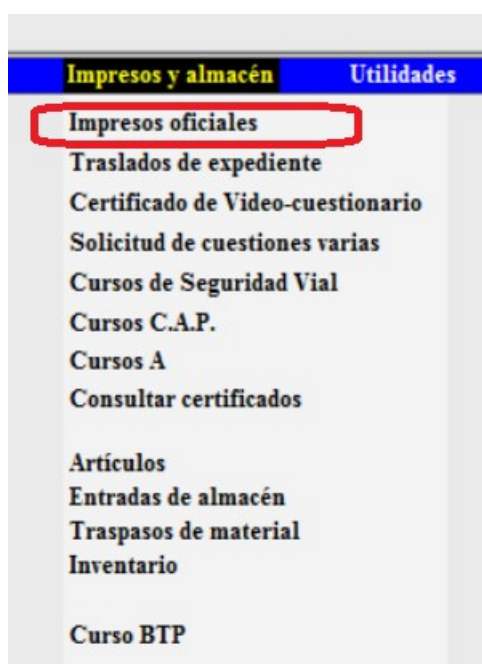 Impresos y almacén Utilidades
Impresos oficiales
Traslados de expediente
Certificado de Video-cuestionario
Solicitud de cuestiones varias
Cursos de Seguridad Vial
Cursos C.A.P.
Cursos A
Consultar certificados
Artículos
Entradas de almacén
Traspasos de material
Inventario
Curso BTP